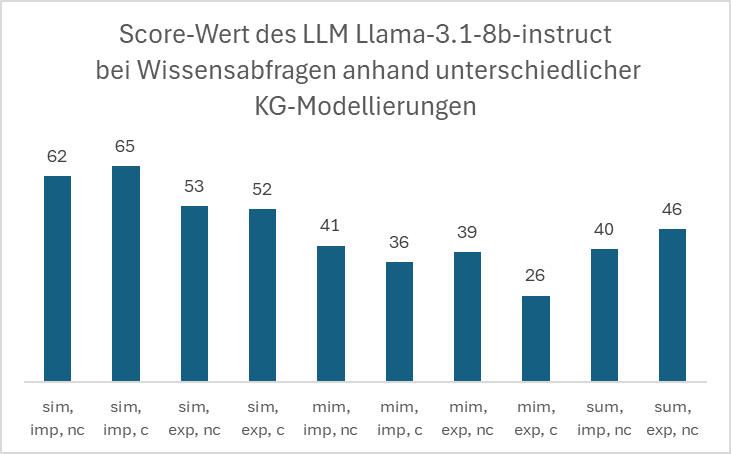 Score-Wert des LLM Llama-3.1-8b-instruct
bei Wissensabfragen anhand unterschiedlicher
KG-Modellierungen
62
65
53
52
41
36
39
26
40
46
sim,
imp, nc
sim,
imp, c
sim,
exp, nc
sim,
exp, c
mim,
imp, nc
mim,
imp, c
mim,
exp, nc
mim,
exp, c
sum,
imp, nc
sum,
exp, nc